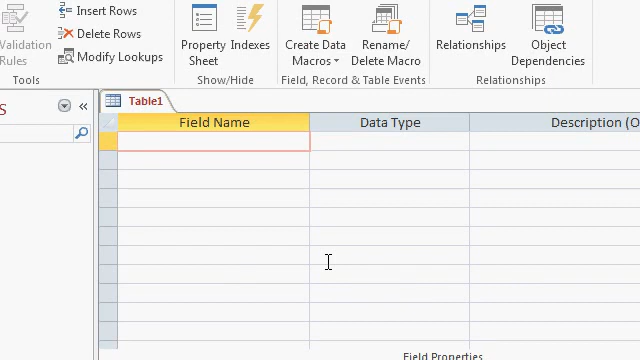 Validation
Rules
Insert Rows
Delete Rows
Modify Lookups
Tools
Property
Sheet
Indexes
Show/Hide
Create Data
Macros
Rename/
Delete Macro
Field, Record & Table Events
Relationships
Object
Dependencies
Relationships
S
Table1
Field Name
Data Type
Description (O
Field Properties